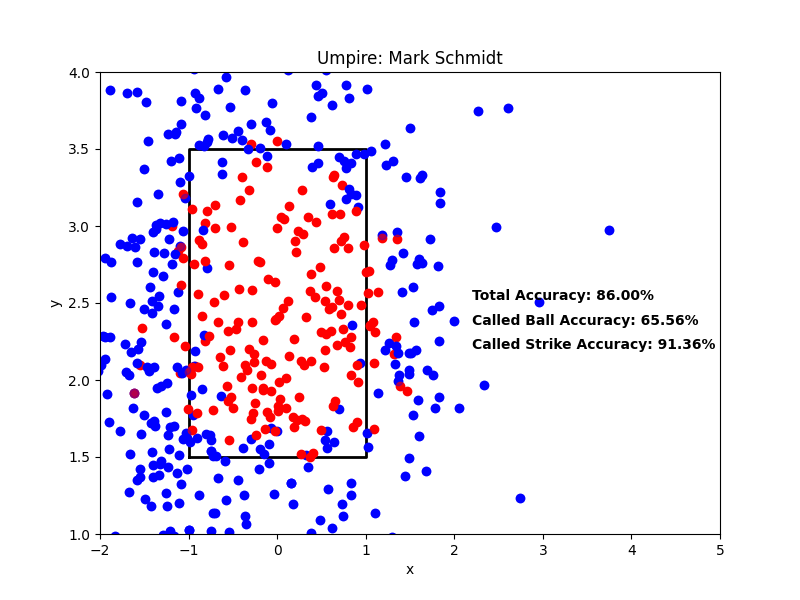 Umpire: Mark Schmidt
4.0
3.5
3.0
y
2.5
2.0
1.5
1.0
Total Accuracy: 86.00%
Called Ball Accuracy: 65.56%
Called Strike Accuracy: 91.36%
−2 −1 0 1 2 3 4 5
x